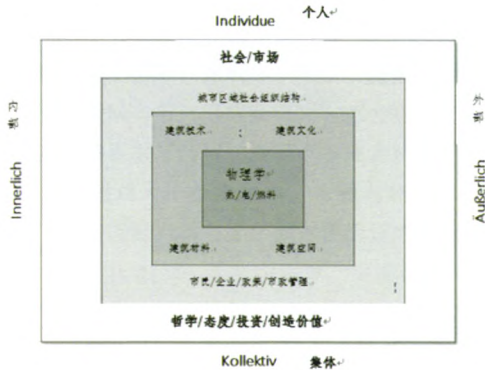 Individue 个人
社会/市场
城市区域社会组织结构
建筑技术 : 建筑文化
物理学
热/电/燃料
建筑材料 建筑空间
市民/企业/政策/市政管理
哲学/态度/投资/创造价值
Kollektiv 集体
Innerlich
Äußerlich